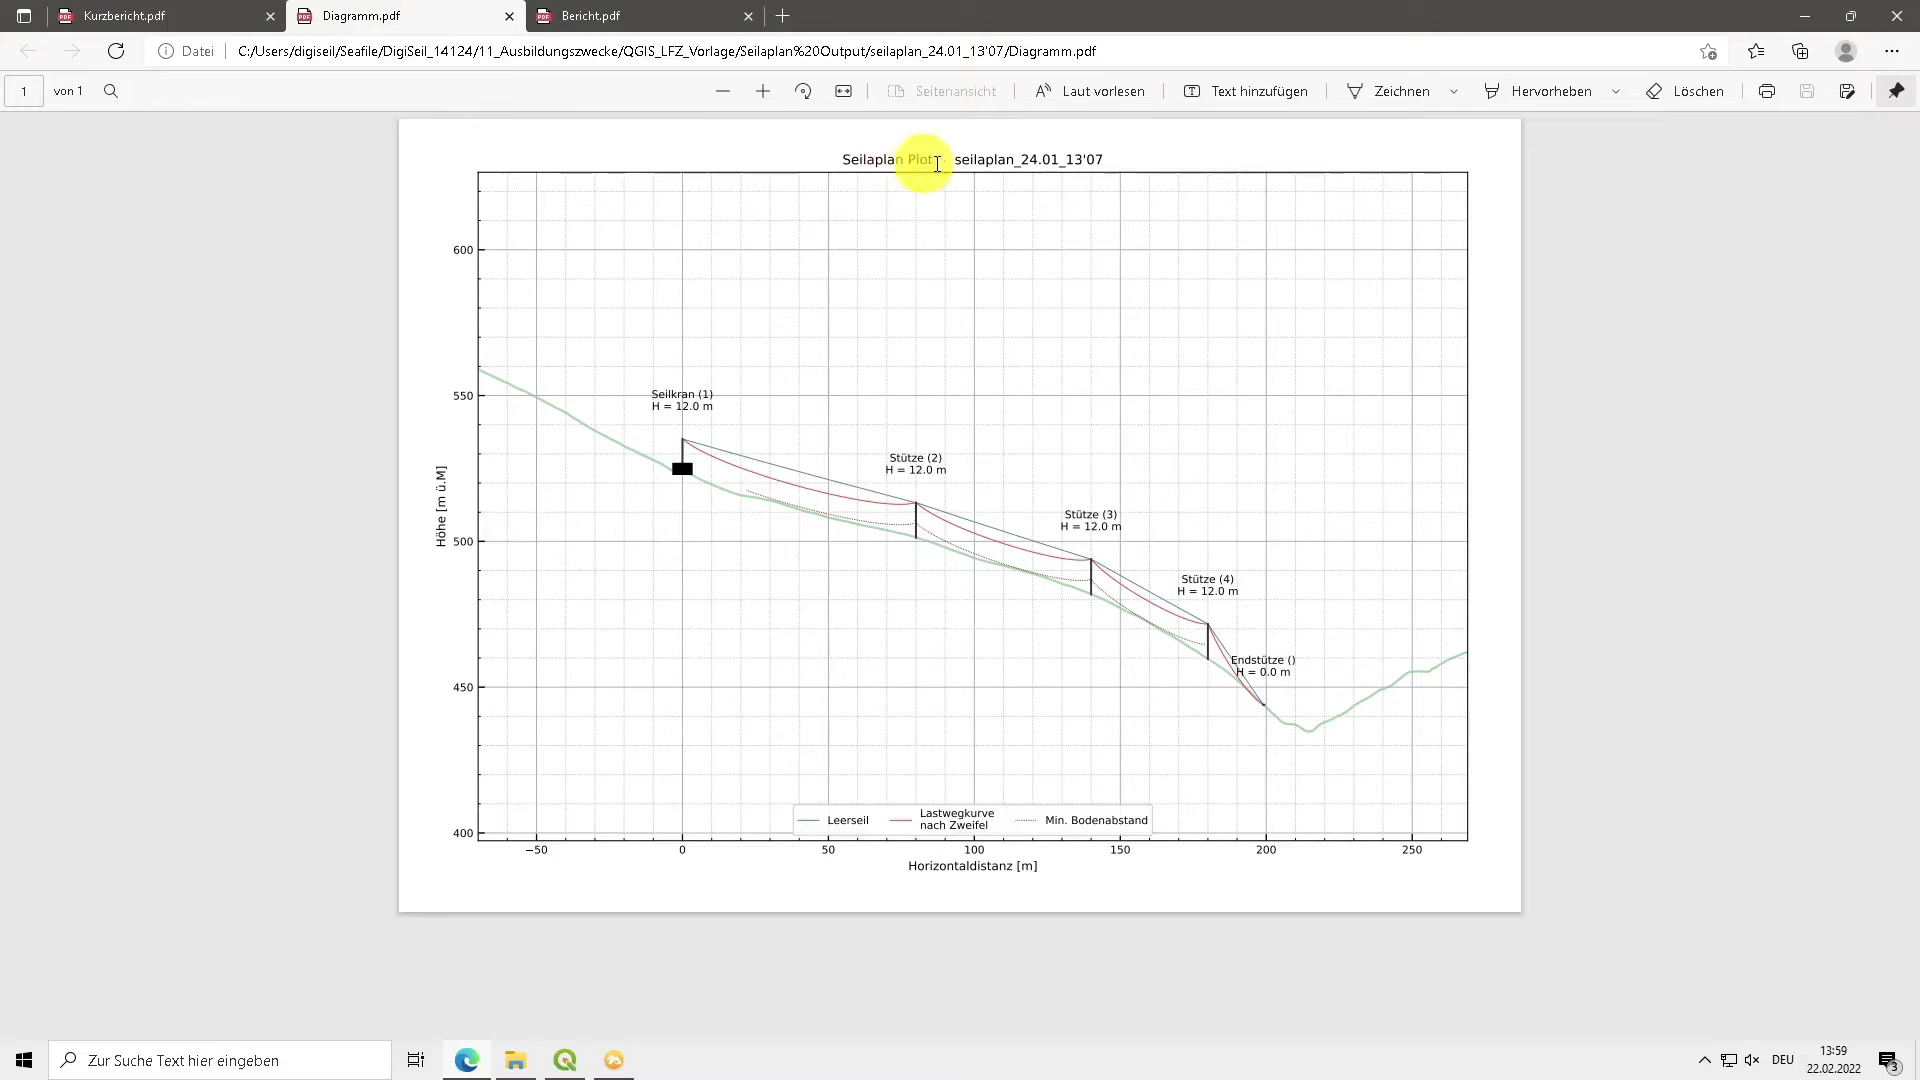 Kurzbericht.pdf
Diagramm.pdf
Bericht.pdf
Datei
C:/Users/digiseil/Seafile/DigiSeil_14124/11_Ausbildungszwecke/QGIS_LFZ_Vorlage/Seilaplan%20Output/seilaplan_24.01_13'07/Diagramm.pdf
1 von 1
Seitenansicht
Laut vorlesen
Text hinzufügen
Zeichnen
Hervorheben
Löschen
Seilaplan Plot - seilaplan_24.01_13'07
600
550
500
450
400
Höhe [m ü.M]
Seilkran (1)
H = 12.0 m
Stütze (2)
H = 12.0 m
Stütze (3)
H = 12.0 m
Stütze (4)
H = 12.0 m
Endstütze ()
H = 0.0 m
Leerseil
Lastwegkurve
nach Zweifel
Min. Bodenabstand
−50 0 50 100 150 200 250
Horizontaldistanz [m]
Zur Suche Text hier eingeben
DEU
13:59
22.02.2022
3